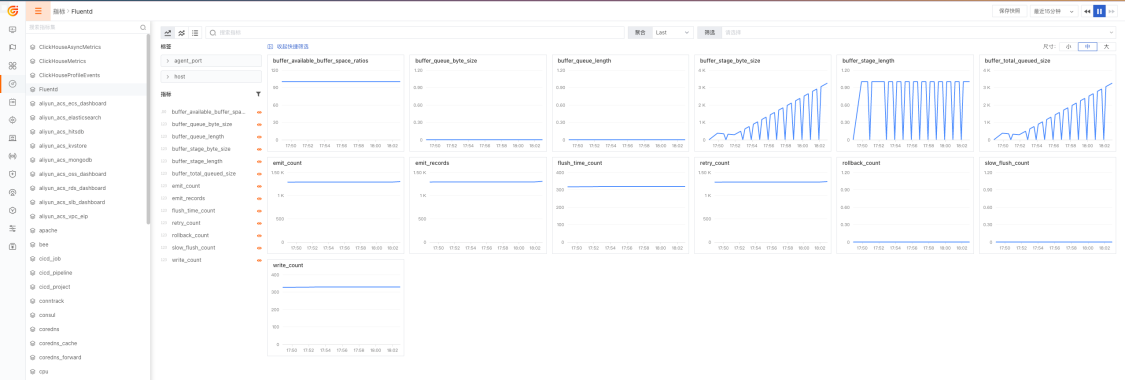 指标 / Fluentd
保存快照
最近15分钟
搜索指标集
ClickHouseAsyncMetrics
ClickHouseMetrics
ClickHouseProfileEvents
Fluentd
aliyun_acs_ecs_dashboard
aliyun_acs_elasticsearch
aliyun_acs_hitsdb
aliyun_acs_kvstore
aliyun_acs_mongodb
aliyun_acs_oss_dashboard
aliyun_acs_rds_dashboard
aliyun_acs_slb_dashboard
aliyun_acs_vpc_eip
apache
bee
cicd_job
cicd_pipeline
cicd_project
conntrack
consul
coredns
coredns_cache
coredns_forward
cpu
搜索指标
聚合 Last
筛选 请选择
标签
agent_port
host
指标
buffer_available_buffer_spa...
buffer_queue_byte_size
buffer_queue_length
buffer_stage_byte_size
buffer_stage_length
buffer_total_queued_size
emit_count
emit_records
flush_time_count
retry_count
rollback_count
slow_flush_count
write_count
收起快捷筛选
尺寸: 小 中 大
buffer_available_buffer_space_ratios
120
90
60
30
0
17:50 17:52 17:54 17:56 17:58 18:00 18:02
buffer_queue_byte_size
1.20
0.90
0.60
0.30
0
17:50 17:52 17:54 17:56 17:58 18:00 18:02
buffer_queue_length
1.20
0.90
0.60
0.30
0
17:50 17:52 17:54 17:56 17:58 18:00 18:02
buffer_stage_byte_size
4 K
3 K
2 K
1 K
0
17:50 17:52 17:54 17:56 17:58 18:00 18:02
buffer_stage_length
1.20
0.90
0.60
0.30
0
17:50 17:52 17:54 17:56 17:58 18:00 18:02
buffer_total_queued_size
4 K
3 K
2 K
1 K
0
17:50 17:52 17:54 17:56 17:58 18:00 18:02
emit_count
1.50 K
1 K
500
0
17:50 17:52 17:54 17:56 17:58 18:00 18:02
emit_records
1.50 K
1 K
500
0
17:50 17:52 17:54 17:56 17:58 18:00 18:02
flush_time_count
400
300
200
100
0
17:50 17:52 17:54 17:56 17:58 18:00 18:02
retry_count
1.50 K
1 K
500
0
17:50 17:52 17:54 17:56 17:58 18:00 18:02
rollback_count
1.20
0.90
0.60
0.30
0
17:50 17:52 17:54 17:56 17:58 18:00 18:02
slow_flush_count
1.20
0.90
0.60
0.30
0
17:50 17:52 17:54 17:56 17:58 18:00 18:02
write_count
400
300
200
100
0
17:50 17:52 17:54 17:56 17:58 18:00 18:02